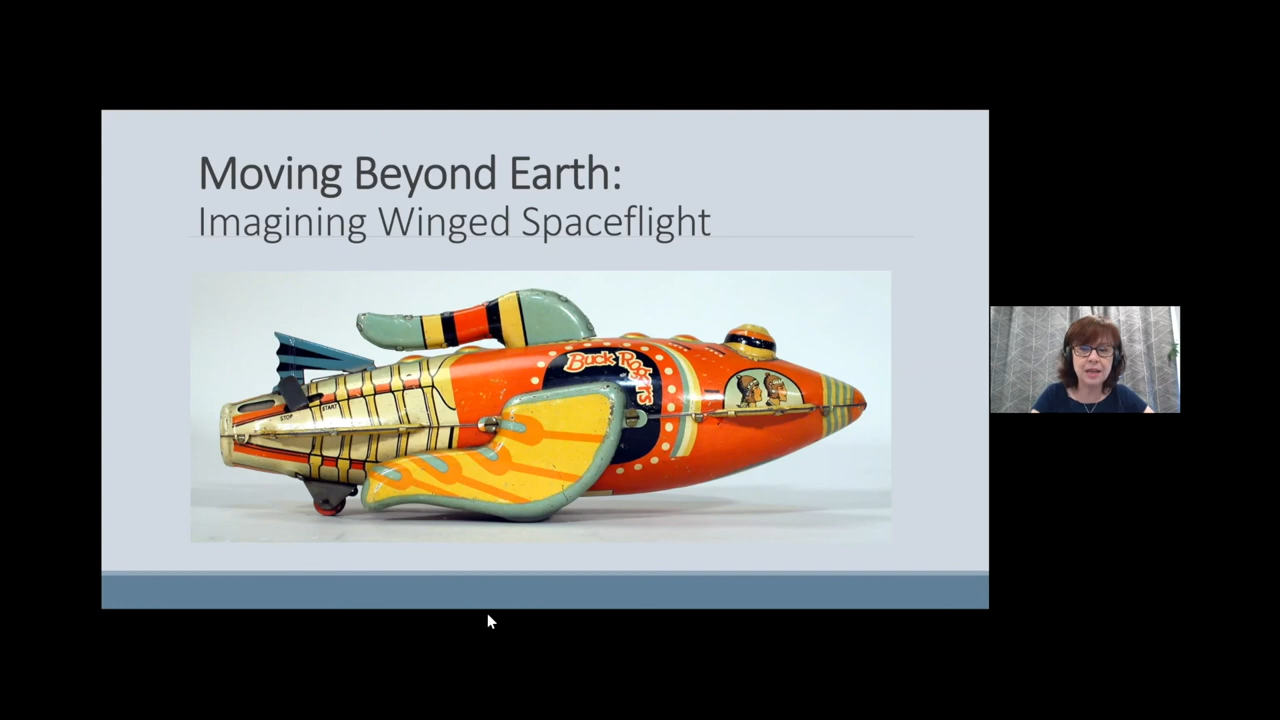 Moving Beyond Earth:
Imagining Winged Spaceflight
BUCK ROGERS
STOP
START